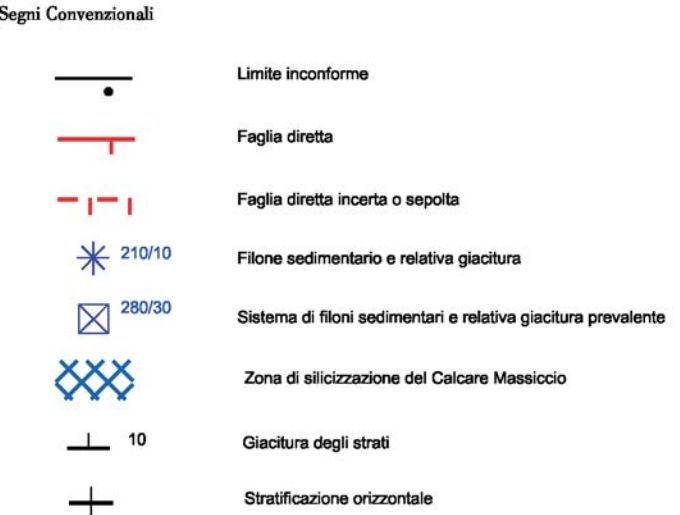 Segni Convenzionali
Limite inconforme
Faglia diretta
Faglia diretta incerta o sepolta
210/10 Filone sedimentario e relativa giacitura
280/30 Sistema di filoni sedimentari e relativa giacitura prevalente
Zona di silicizzazione del Calcare Massiccio
10 Giacitura degli strati
Stratificazione orizzontale